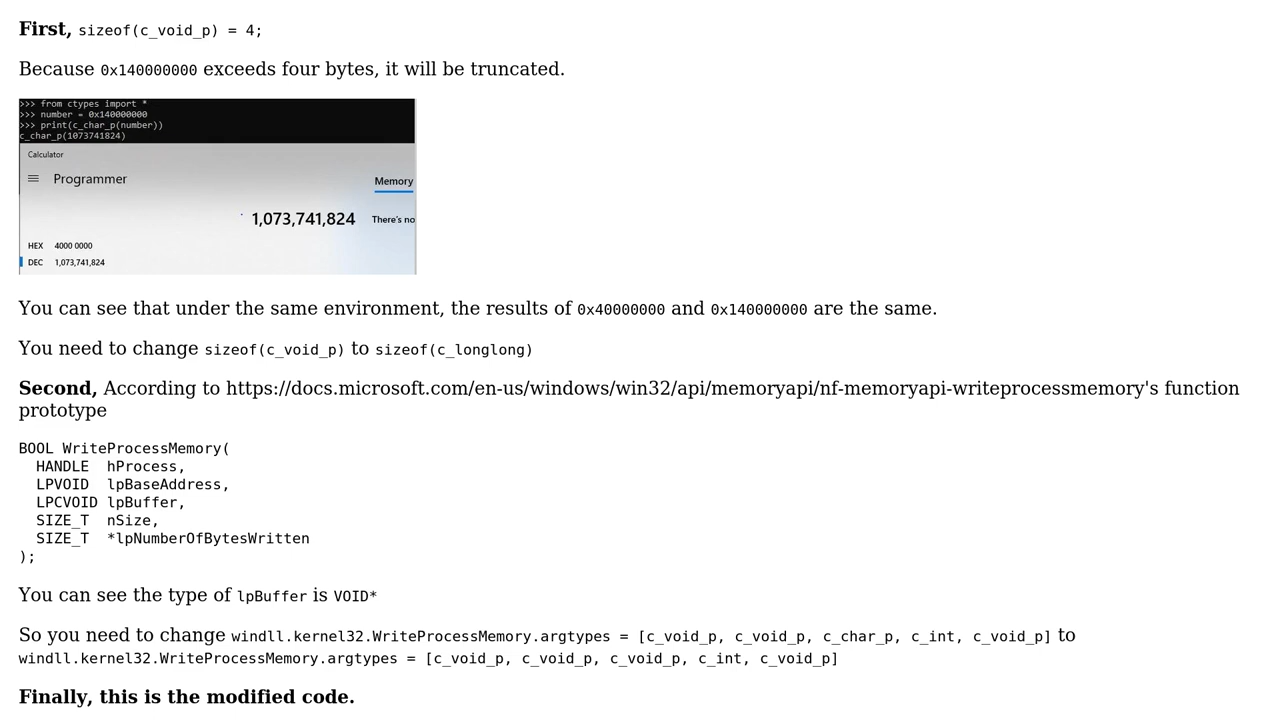 First, sizeof(c_void_p) = 4;
Because 0x140000000 exceeds four bytes, it will be truncated.
>>> from ctypes import *
>>> number = 0x140000000
>>> print(c_char_p(number))
c_char_p(1073741824)
Calculator
Programmer
Memory
1,073,741,824
There's no
HEX 4000 0000
DEC 1,073,741,824
You can see that under the same environment, the results of 0x40000000 and 0x140000000 are the same.
You need to change sizeof(c_void_p) to sizeof(c_longlong)
Second, According to https://docs.microsoft.com/en-us/windows/win32/api/memoryapi/nf-memoryapi-writeprocessmemory's function
prototype
BOOL WriteProcessMemory(
  HANDLE  hProcess,
  LPVOID  lpBaseAddress,
  LPCVOID lpBuffer,
  SIZE_T  nSize,
  SIZE_T  *lpNumberOfBytesWritten
);
You can see the type of lpBuffer is VOID*
So you need to change windll.kernel32.WriteProcessMemory.argtypes = [c_void_p, c_void_p, c_char_p, c_int, c_void_p] to
windll.kernel32.WriteProcessMemory.argtypes = [c_void_p, c_void_p, c_void_p, c_int, c_void_p]
Finally, this is the modified code.